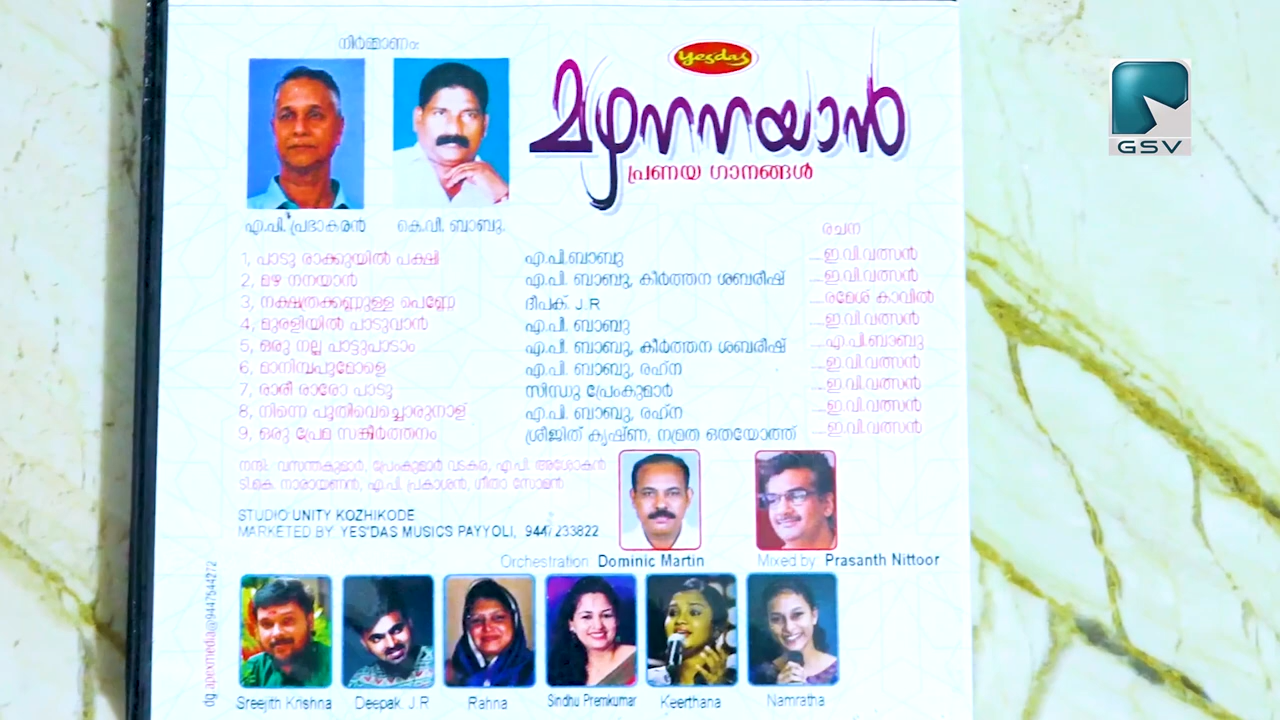 നിർമ്മാണം:
yes'das
മഴനനയാൻ
പ്രണയ ഗാനങ്ങൾ
GSV
എ.പി. പ്രഭാകരൻ കെ.വി. ബാബു.
രചന
1, പാടു രാക്കുയിൽ പക്ഷി എ.പി.ബാബു ....ഇ.വി.വത്സൻ
2, മഴ നനയാൻ എ.പി. ബാബു, കീർത്തന ശബരീഷ് ....ഇ.വി.വത്സൻ
3, നക്ഷത്രക്കണ്ണുള്ള പെണ്ണേ ദീപക്. J.R ....രമേശ് കാവിൽ
4, മുരളിയിൽ പാടുവാൻ എ.പി. ബാബു ....ഇ.വി.വത്സൻ
5, ഒരു നല്ല പാട്ടുപാടാം എ.പി. ബാബു, കീർത്തന ശബരീഷ് ....എ.പി.ബാബു
6, മാനിമ്പപൂമോളെ എ.പി. ബാബു, രഹ്ന ....ഇ.വി.വത്സൻ
7, രാരീ രാരോ പാടൂ സിന്ധു പ്രേംകുമാർ ....ഇ.വി.വത്സൻ
8, നിന്നെ പുതിവെച്ചൊരുനാള് എ.പി. ബാബു, രഹ്ന ....ഇ.വി.വത്സൻ
9, ഒരു പ്രേമ സങ്കീർത്തനം ശ്രീജിത് കൃഷ്ണ, നമ്രത ഒതയോത്ത് ....ഇ.വി.വത്സൻ
നന്ദി: വസന്തകുമാർ, പ്രേംകുമാർ വടകര, എ.പി. അശോകൻ
ടി.കെ. നാരായണൻ, എ.പി. പ്രകാശൻ, ഗീതാ സോമൻ
STUDIO:UNITY KOZHIKODE
MARKETED BY: YES'DAS MUSICS PAYYOLI, 9447233822
Orchestration: Dominic Martin Mixed by: Prasanth Nittoor
dg:apexmedia@9447644272
Sreejith Krishna Deepak. J.R Rahna Sindhu Premkumar Keerthana Namratha